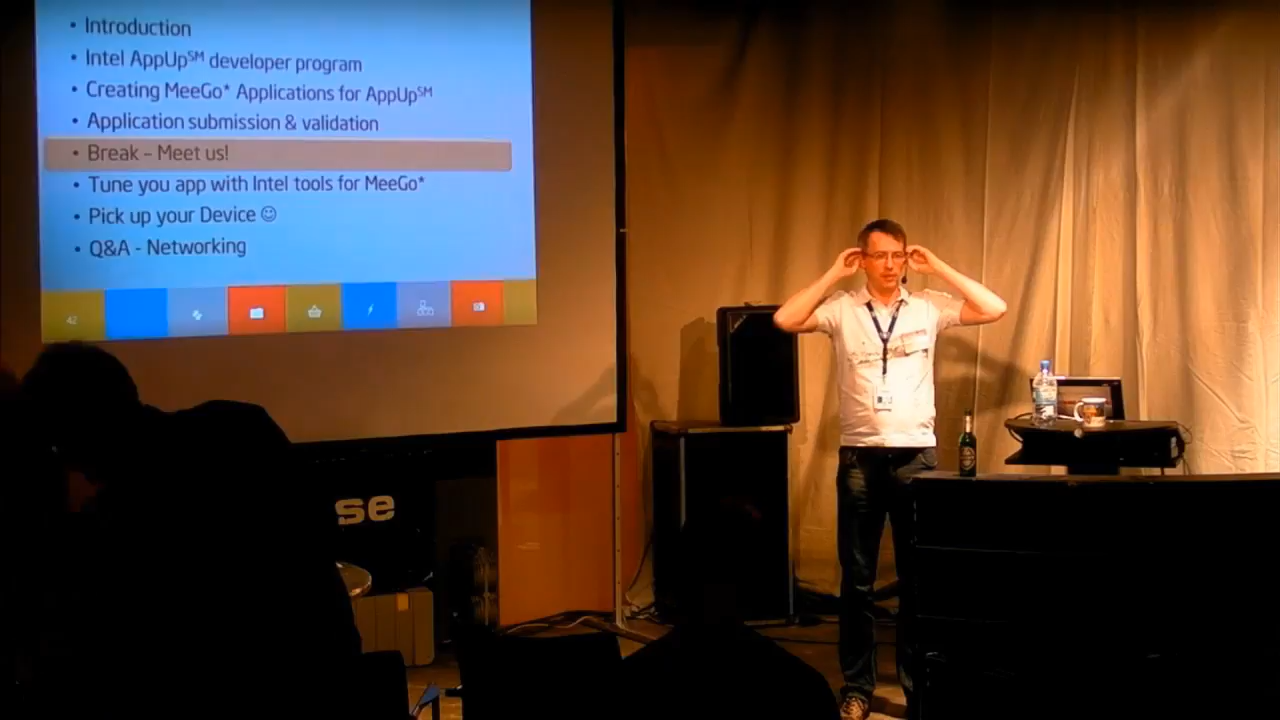 • Introduction
• Intel AppUp℠ developer program
• Creating MeeGo* Applications for AppUp℠
• Application submission & validation
• Break – Meet us!
• Tune you app with Intel tools for MeeGo*
• Pick up your Device ☺
• Q&A - Networking
42
se